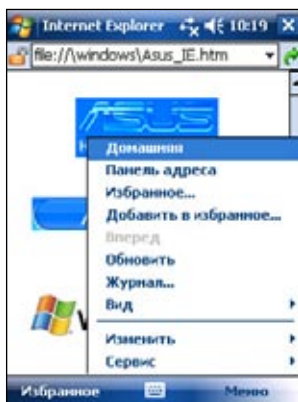 Internet Explorer 10:19
file://\windows\Asus_IE.htm
ASUS
Домашняя
Панель адреса
Избранное...
Добавить в избранное...
Вперед
Обновить
Журнал...
Вид
Изменить
Сервис
Избранное Меню